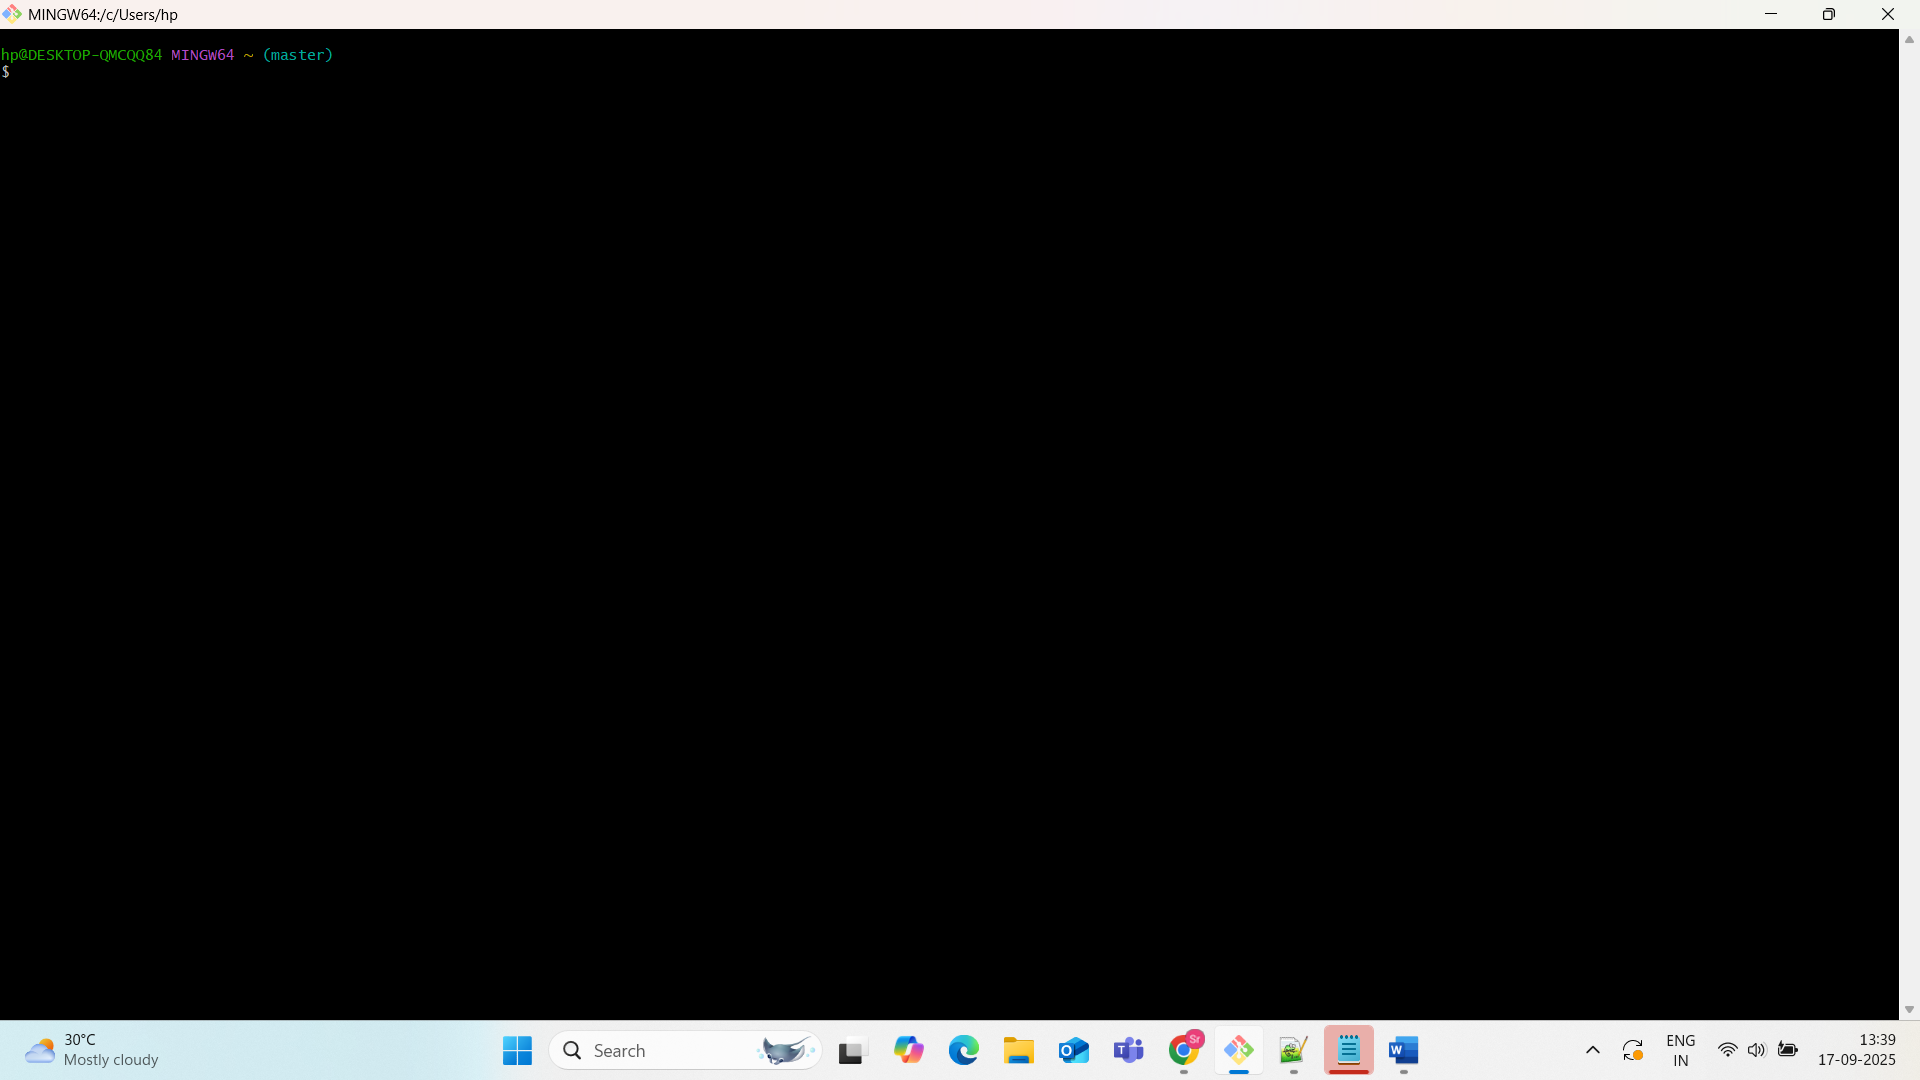 MINGW64:/c/Users/hp
hp@DESKTOP-QMCQQ84 MINGW64 ~ (master)
$
30°C
Mostly cloudy
Search
Sr
ENG
IN
13:39
17-09-2025